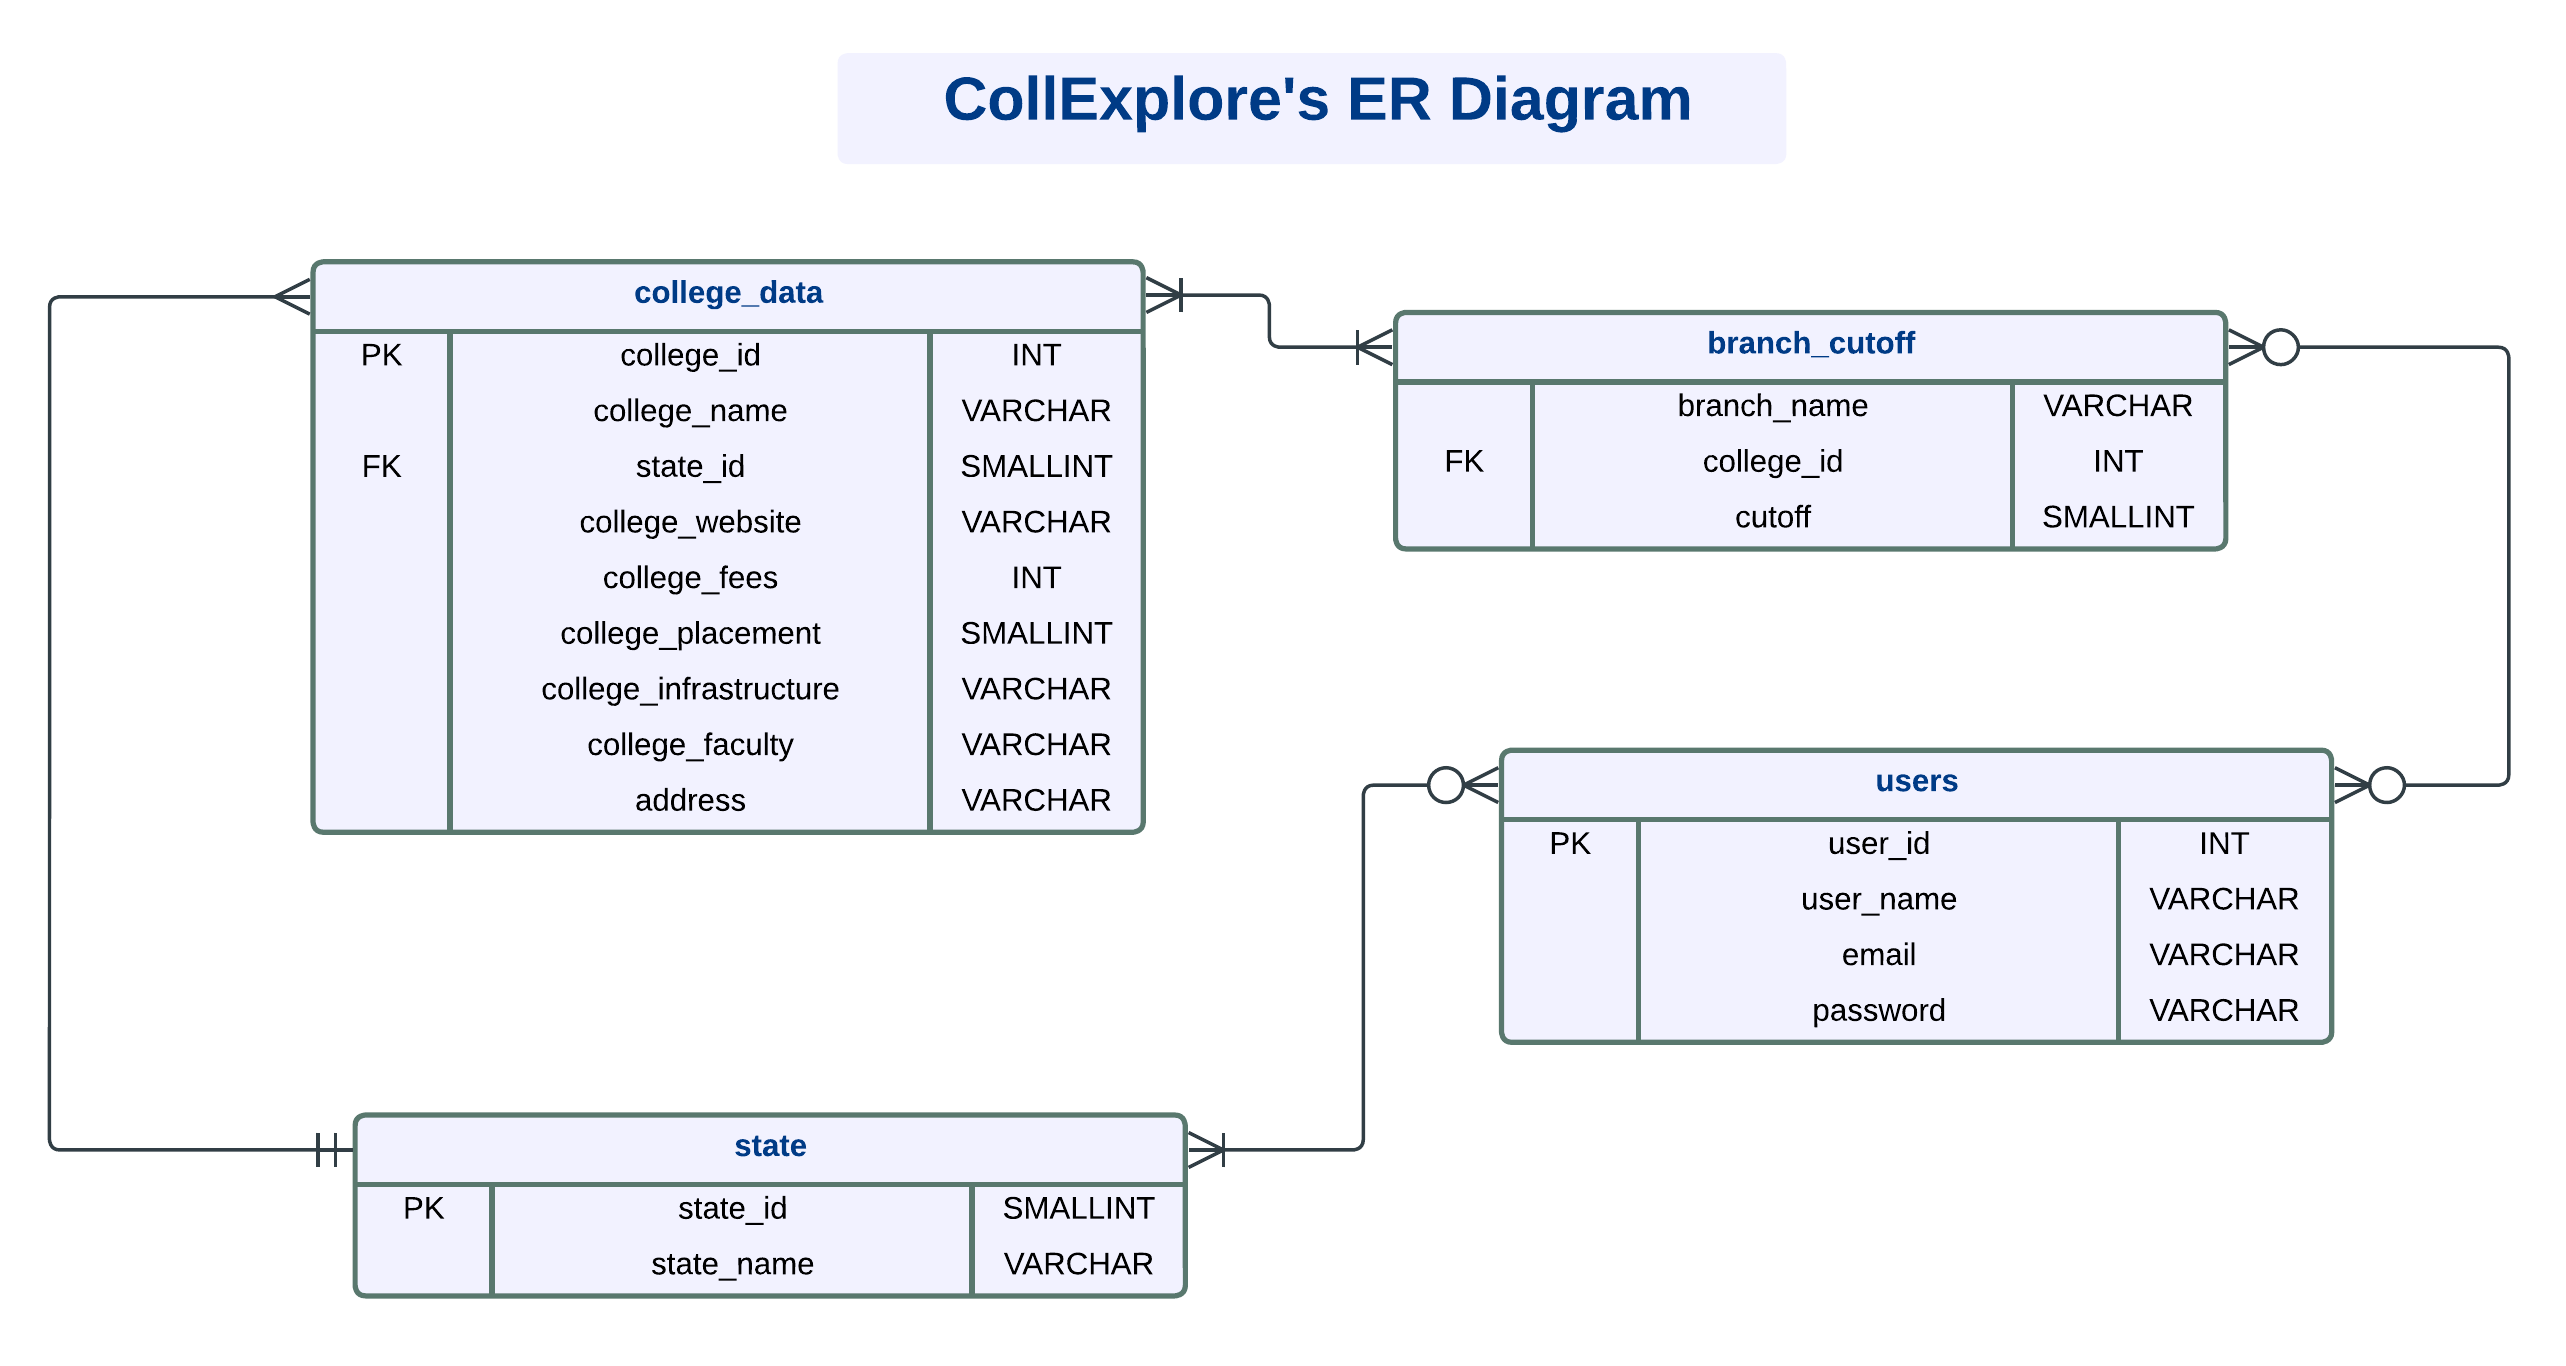 CollExplore's ER Diagram
college_data
PK college_id INT
college_name VARCHAR
FK state_id SMALLINT
college_website VARCHAR
college_fees INT
college_placement SMALLINT
college_infrastructure VARCHAR
college_faculty VARCHAR
address VARCHAR
branch_cutoff
branch_name VARCHAR
FK college_id INT
cutoff SMALLINT
users
PK user_id INT
user_name VARCHAR
email VARCHAR
password VARCHAR
state
PK state_id SMALLINT
state_name VARCHAR